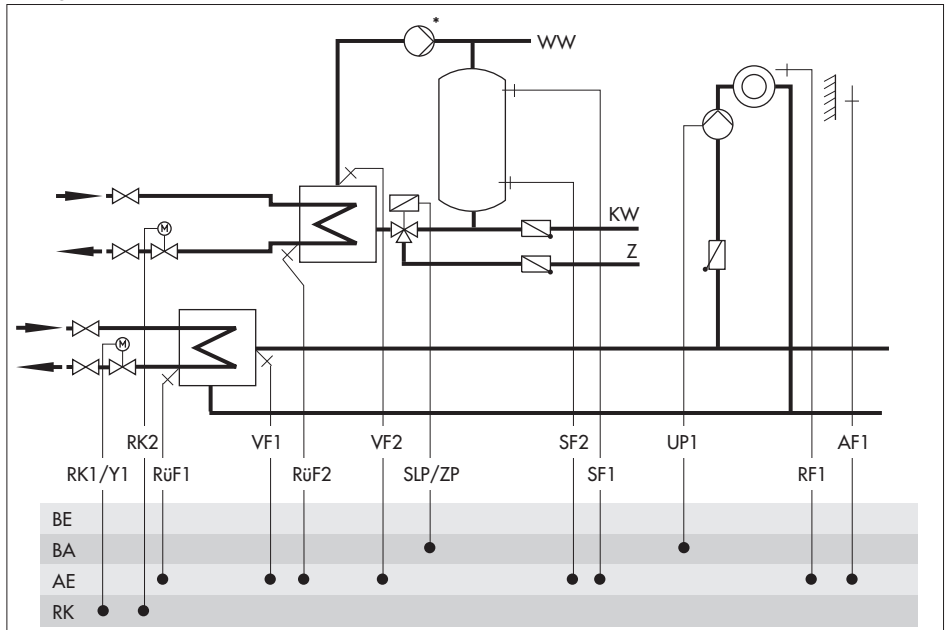 *
WW
KW
Z
M
M
RK2 VF1 VF2 SF2 UP1 AF1
RK1/Y1 RüF1 RüF2 SLP/ZP SF1 RF1
BE
BA
AE
RK